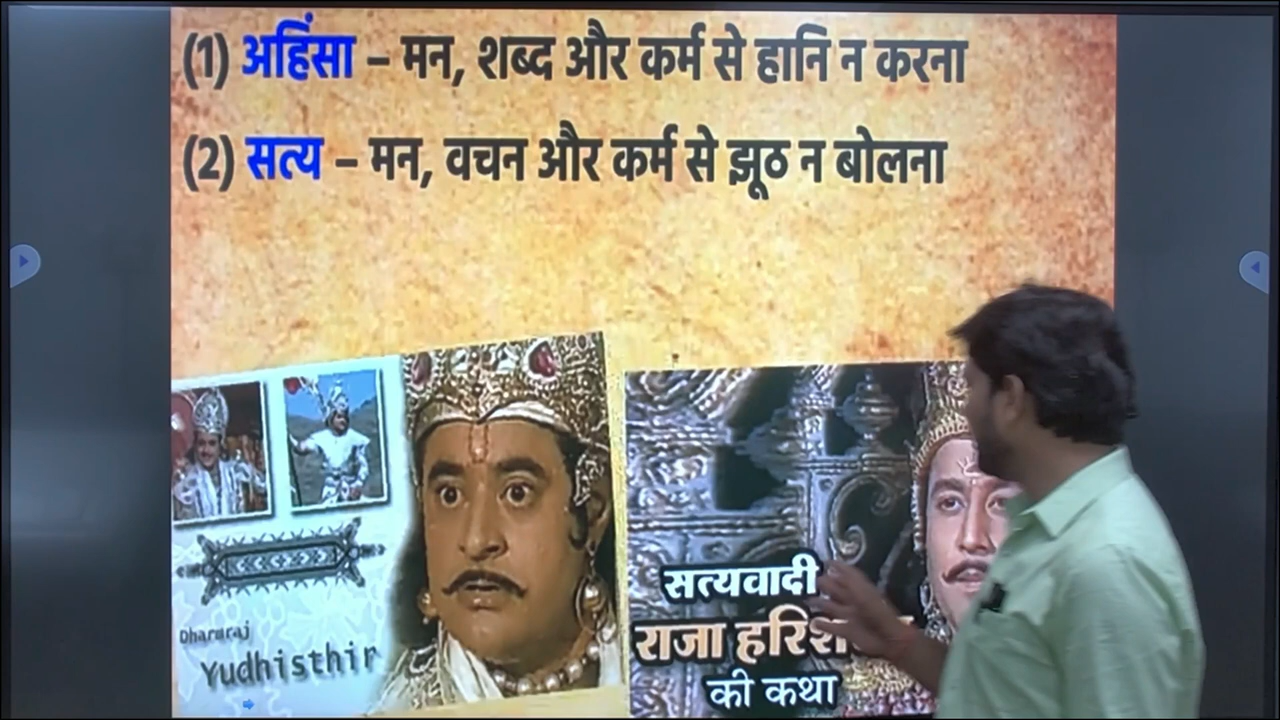 (1) अहिंसा – मन, शब्द और कर्म से हानि न करना
(2) सत्य – मन, वचन और कर्म से झूठ न बोलना
Dharmraj
Yudhisthir
सत्यवादी
राजा
की कथा